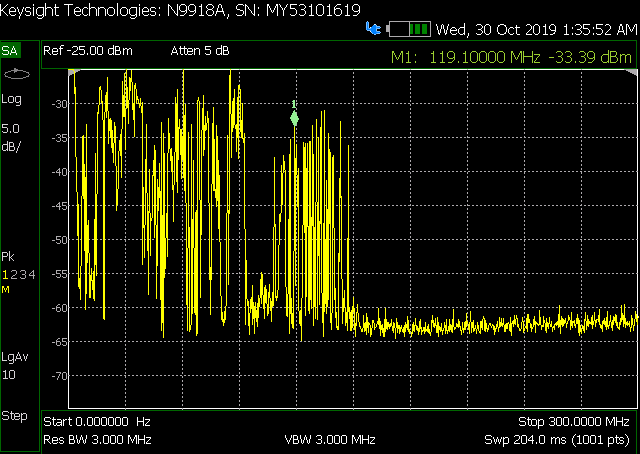 Keysight Technologies: N9918A, SN: MY53101619
Wed, 30 Oct 2019 1:35:52 AM
SA Ref -25.00 dBm Atten 5 dB
M1: 119.10000 MHz -33.39 dBm
Log
5.0
dB/
Pk
1234
M
LgAv
10
Step
-30
-35
-40
-45
-50
-55
-60
-65
-70
1
Start 0.000000 Hz Stop 300.0000 MHz
Res BW 3.000 MHz VBW 3.000 MHz Swp 204.0 ms (1001 pts)